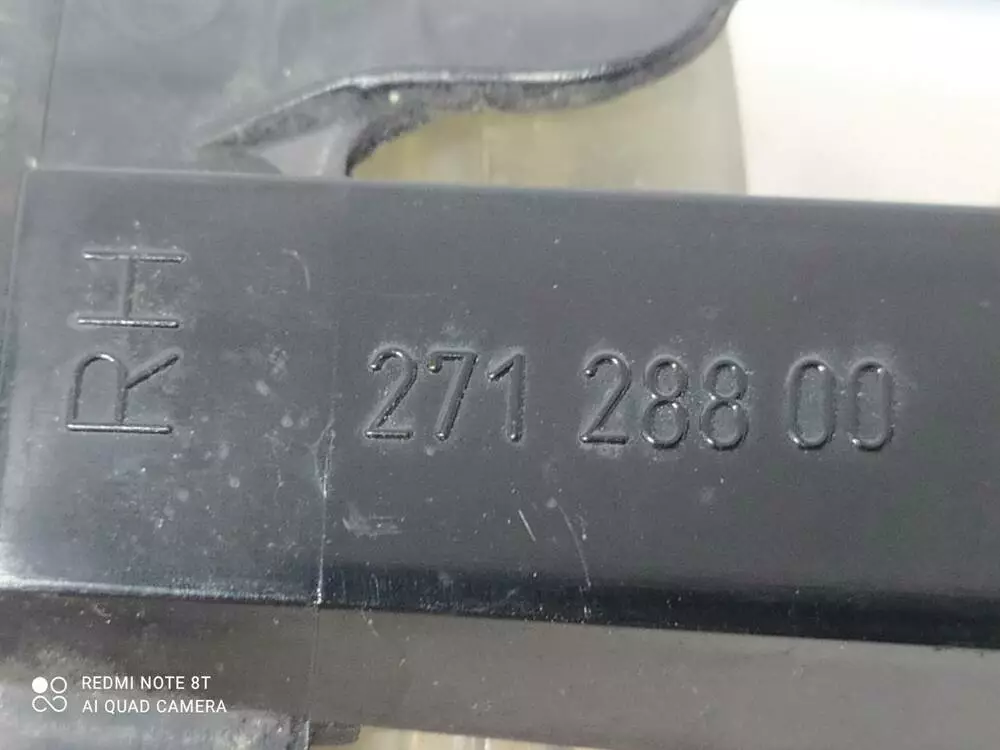 RH
271 288 00
REDMI NOTE 8T
AI QUAD CAMERA